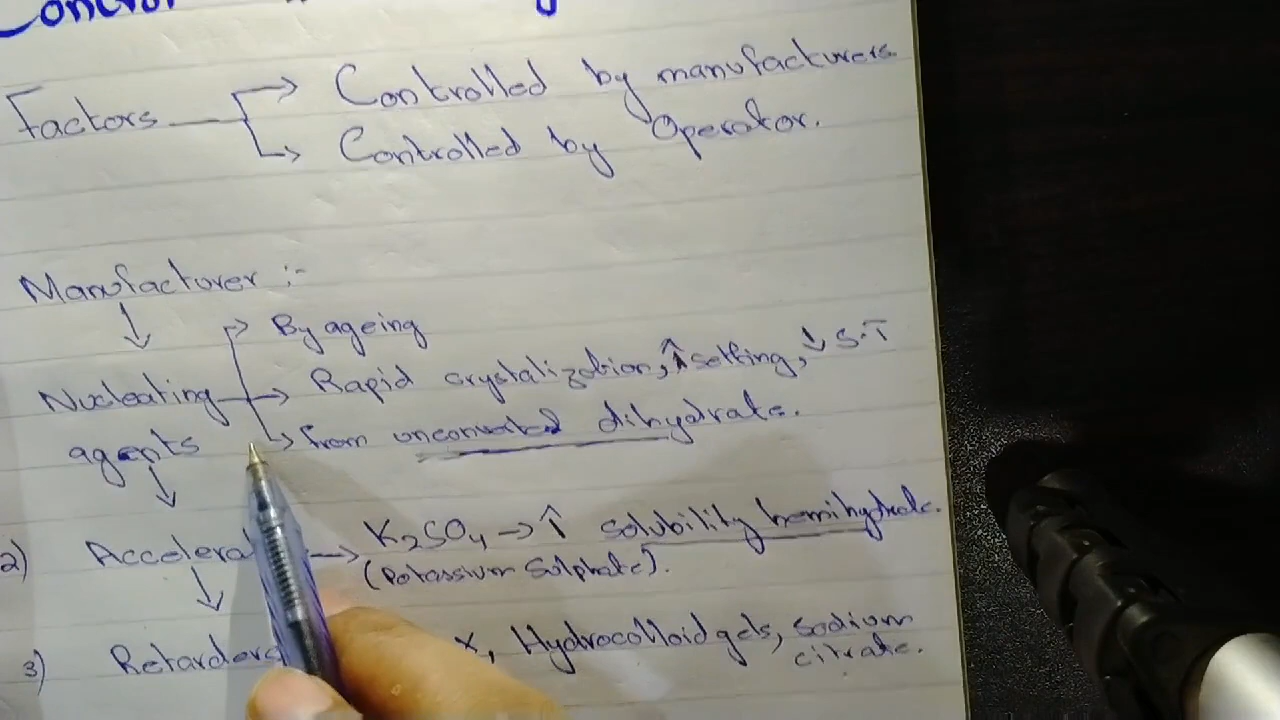 Control
Factors → Controlled by manufacturers.
→ Controlled by Operator.
Manufacturer :-
↓
→ By ageing
Nucleating → Rapid crystalization, ↑ setting, ↓ S.T
agents → from unconverted dihydrate.
↓
2) Accelerat → K₂SO₄ → ↑ solubility hemihydrate.
↓ (Potassium Sulphate).
3) Retarders x, Hydrocolloid gels, sodium
citrate.